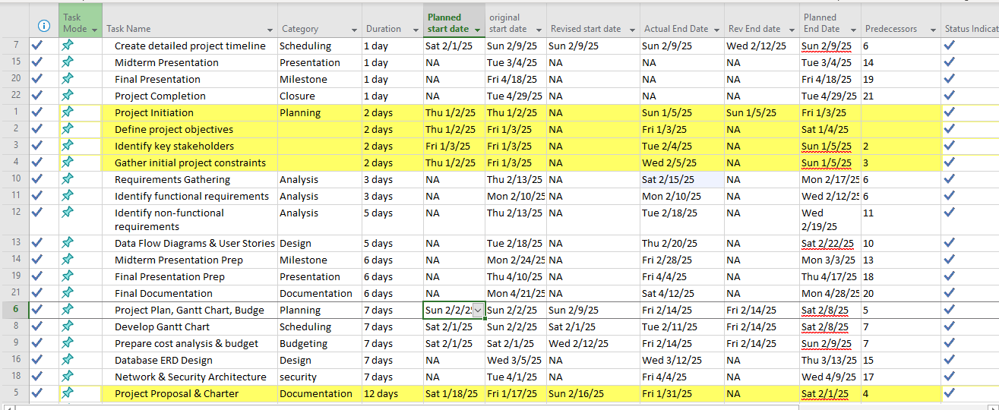 Task Mode Task Name Category Duration Planned start date original start date Revised start date Actual End Date Rev End date Planned End Date Predecessors Status Indicat
7 Create detailed project timeline Scheduling 1 day Sat 2/1/25 Sun 2/9/25 Sun 2/9/25 Sun 2/9/25 Wed 2/12/25 Sun 2/9/25 6
15 Midterm Presentation Presentation 1 day NA Tue 3/4/25 NA NA NA Tue 3/4/25 14
20 Final Presentation Milestone 1 day NA Fri 4/18/25 NA NA NA Fri 4/18/25 19
22 Project Completion Closure 1 day NA Tue 4/29/25 NA NA NA Tue 4/29/25 21
1 Project Initiation Planning 2 days Thu 1/2/25 Thu 1/2/25 NA Sun 1/5/25 Sun 1/5/25 Fri 1/3/25
2 Define project objectives 2 days Thu 1/2/25 Fri 1/3/25 NA Fri 1/3/25 NA Sat 1/4/25
3 Identify key stakeholders 2 days Fri 1/3/25 Fri 1/3/25 NA Tue 2/4/25 NA Sun 1/5/25 2
4 Gather initial project constraints 2 days Thu 1/2/25 Fri 1/3/25 NA Wed 2/5/25 NA Sun 1/5/25 3
10 Requirements Gathering Analysis 3 days NA Thu 2/13/25 NA Sat 2/15/25 NA Mon 2/17/25 6
11 Identify functional requirements Analysis 3 days NA Mon 2/10/25 NA Mon 2/10/25 NA Wed 2/12/25 6
12 Identify non-functional requirements Analysis 5 days NA Thu 2/13/25 NA Tue 2/18/25 NA Wed 2/19/25 11
13 Data Flow Diagrams & User Stories Design 5 days NA Tue 2/18/25 NA Thu 2/20/25 NA Sat 2/22/25 10
14 Midterm Presentation Prep Milestone 6 days NA Mon 2/24/25 NA Fri 2/28/25 NA Mon 3/3/25 13
19 Final Presentation Prep Presentation 6 days NA Thu 4/10/25 NA Fri 4/4/25 NA Thu 4/17/25 18
21 Final Documentation Documentation 6 days NA Mon 4/21/25 NA Sat 4/12/25 NA Mon 4/28/25 20
6 Project Plan, Gantt Chart, Budge Planning 7 days Sun 2/2/2 Sun 2/2/25 Sun 2/9/25 Fri 2/14/25 Fri 2/14/25 Sat 2/8/25 5
8 Develop Gantt Chart Scheduling 7 days Sat 2/1/25 Sun 2/2/25 Sat 2/1/25 Tue 2/11/25 Fri 2/14/25 Sat 2/8/25 7
9 Prepare cost analysis & budget Budgeting 7 days Sat 2/1/25 Sat 2/1/25 Wed 2/12/25 Fri 2/14/25 Fri 2/14/25 Sun 2/9/25 7
16 Database ERD Design Design 7 days NA Wed 3/5/25 NA Wed 3/12/25 NA Thu 3/13/25 15
18 Network & Security Architecture security 7 days NA Tue 4/1/25 NA Fri 4/4/25 NA Wed 4/9/25 17
5 Project Proposal & Charter Documentation 12 days Sat 1/18/25 Fri 1/17/25 Sun 2/16/25 Fri 1/31/25 NA Sat 2/1/25 4